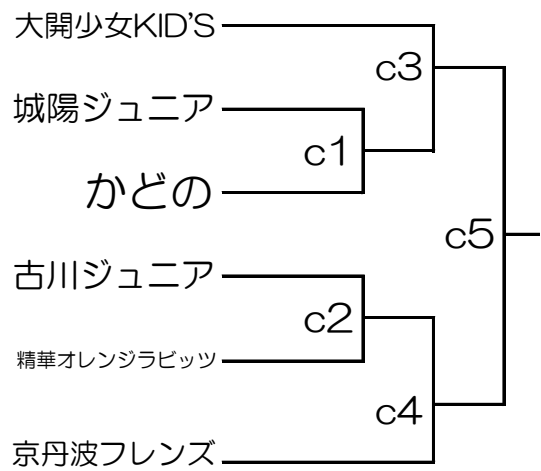 大開少女KID'S
c3
城陽ジュニア
c1
かどの
c5
古川ジュニア
c2
精華オレンジラビッツ
c4
京丹波フレンズ